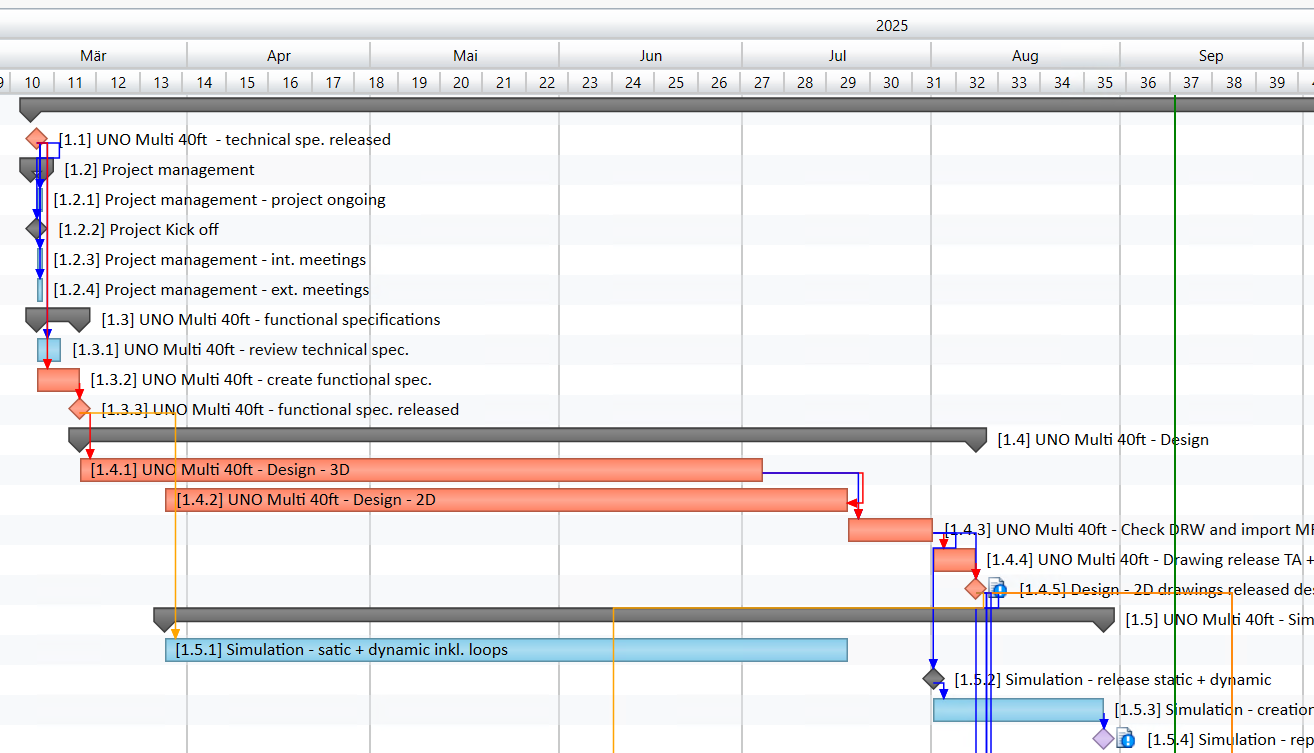 2025
Mär Apr Mai Jun Jul Aug Sep
9 10 11 12 13 14 15 16 17 18 19 20 21 22 23 24 25 26 27 28 29 30 31 32 33 34 35 36 37 38 39
[1.1] UNO Multi 40ft - technical spe. released
[1.2] Project management
[1.2.1] Project management - project ongoing
[1.2.2] Project Kick off
[1.2.3] Project management - int. meetings
[1.2.4] Project management - ext. meetings
[1.3] UNO Multi 40ft - functional specifications
[1.3.1] UNO Multi 40ft - review technical spec.
[1.3.2] UNO Multi 40ft - create functional spec.
[1.3.3] UNO Multi 40ft - functional spec. released
[1.4] UNO Multi 40ft - Design
[1.4.1] UNO Multi 40ft - Design - 3D
[1.4.2] UNO Multi 40ft - Design - 2D
[1.4.3] UNO Multi 40ft - Check DRW and import
[1.4.4] UNO Multi 40ft - Drawing release TA +
[1.4.5] Design - 2D drawings released
[1.5] UNO Multi 40ft - Sim
[1.5.1] Simulation - satic + dynamic inkl. loops
[1.5.2] Simulation - release static + dynamic
[1.5.3] Simulation - creation
[1.5.4] Simulation - rep